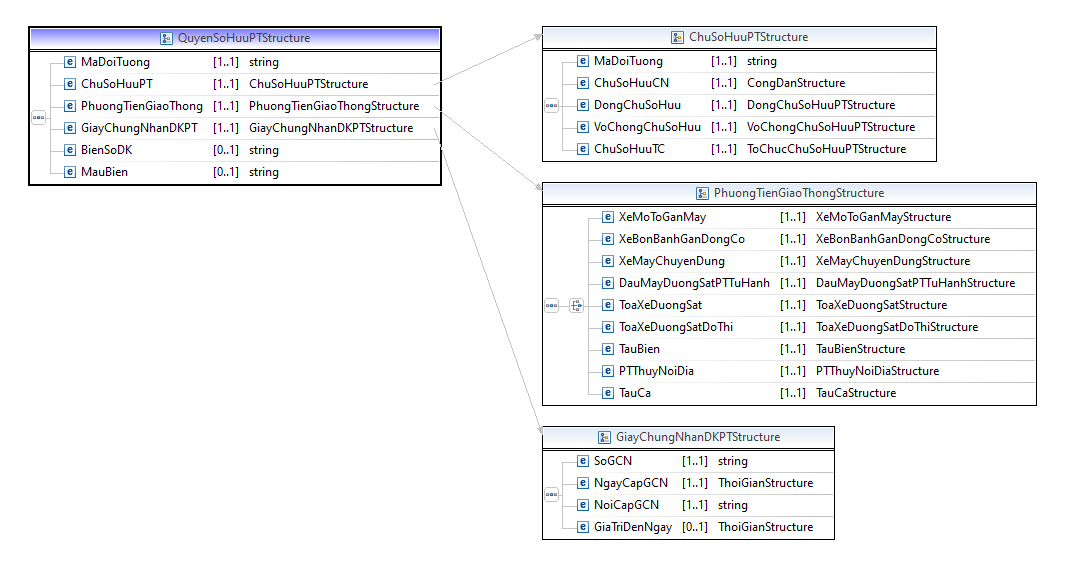 QuyenSoHuuPTStructure
MaDoiTuong [1..1] string
ChuSoHuuPT [1..1] ChuSoHuuPTStructure
PhuongTienGiaoThong [1..1] PhuongTienGiaoThongStructure
GiayChungNhanDKPT [1..1] GiayChungNhanDKPTStructure
BienSoDK [0..1] string
MauBien [0..1] string
ChuSoHuuPTStructure
MaDoiTuong [1..1] string
ChuSoHuuCN [1..1] CongDanStructure
DongChuSoHuu [1..1] DongChuSoHuuPTStructure
VoChongChuSoHuu [1..1] VoChongChuSoHuuPTStructure
ChuSoHuuTC [1..1] ToChucChuSoHuuPTStructure
PhuongTienGiaoThongStructure
XeMoToGanMay [1..1] XeMoToGanMayStructure
XeBonBanhGanDongCo [1..1] XeBonBanhGanDongCoStructure
XeMayChuyenDung [1..1] XeMayChuyenDungStructure
DauMayDuongSatPTTuHanh [1..1] DauMayDuongSatPTTuHanhStructure
ToaXeDuongSat [1..1] ToaXeDuongSatStructure
ToaXeDuongSatDoThi [1..1] ToaXeDuongSatDoThiStructure
TauBien [1..1] TauBienStructure
PTThuyNoiDia [1..1] PTThuyNoiDiaStructure
TauCa [1..1] TauCaStructure
GiayChungNhanDKPTStructure
SoGCN [1..1] string
NgayCapGCN [1..1] ThoiGianStructure
NoiCapGCN [1..1] string
GiaTriDenNgay [0..1] ThoiGianStructure